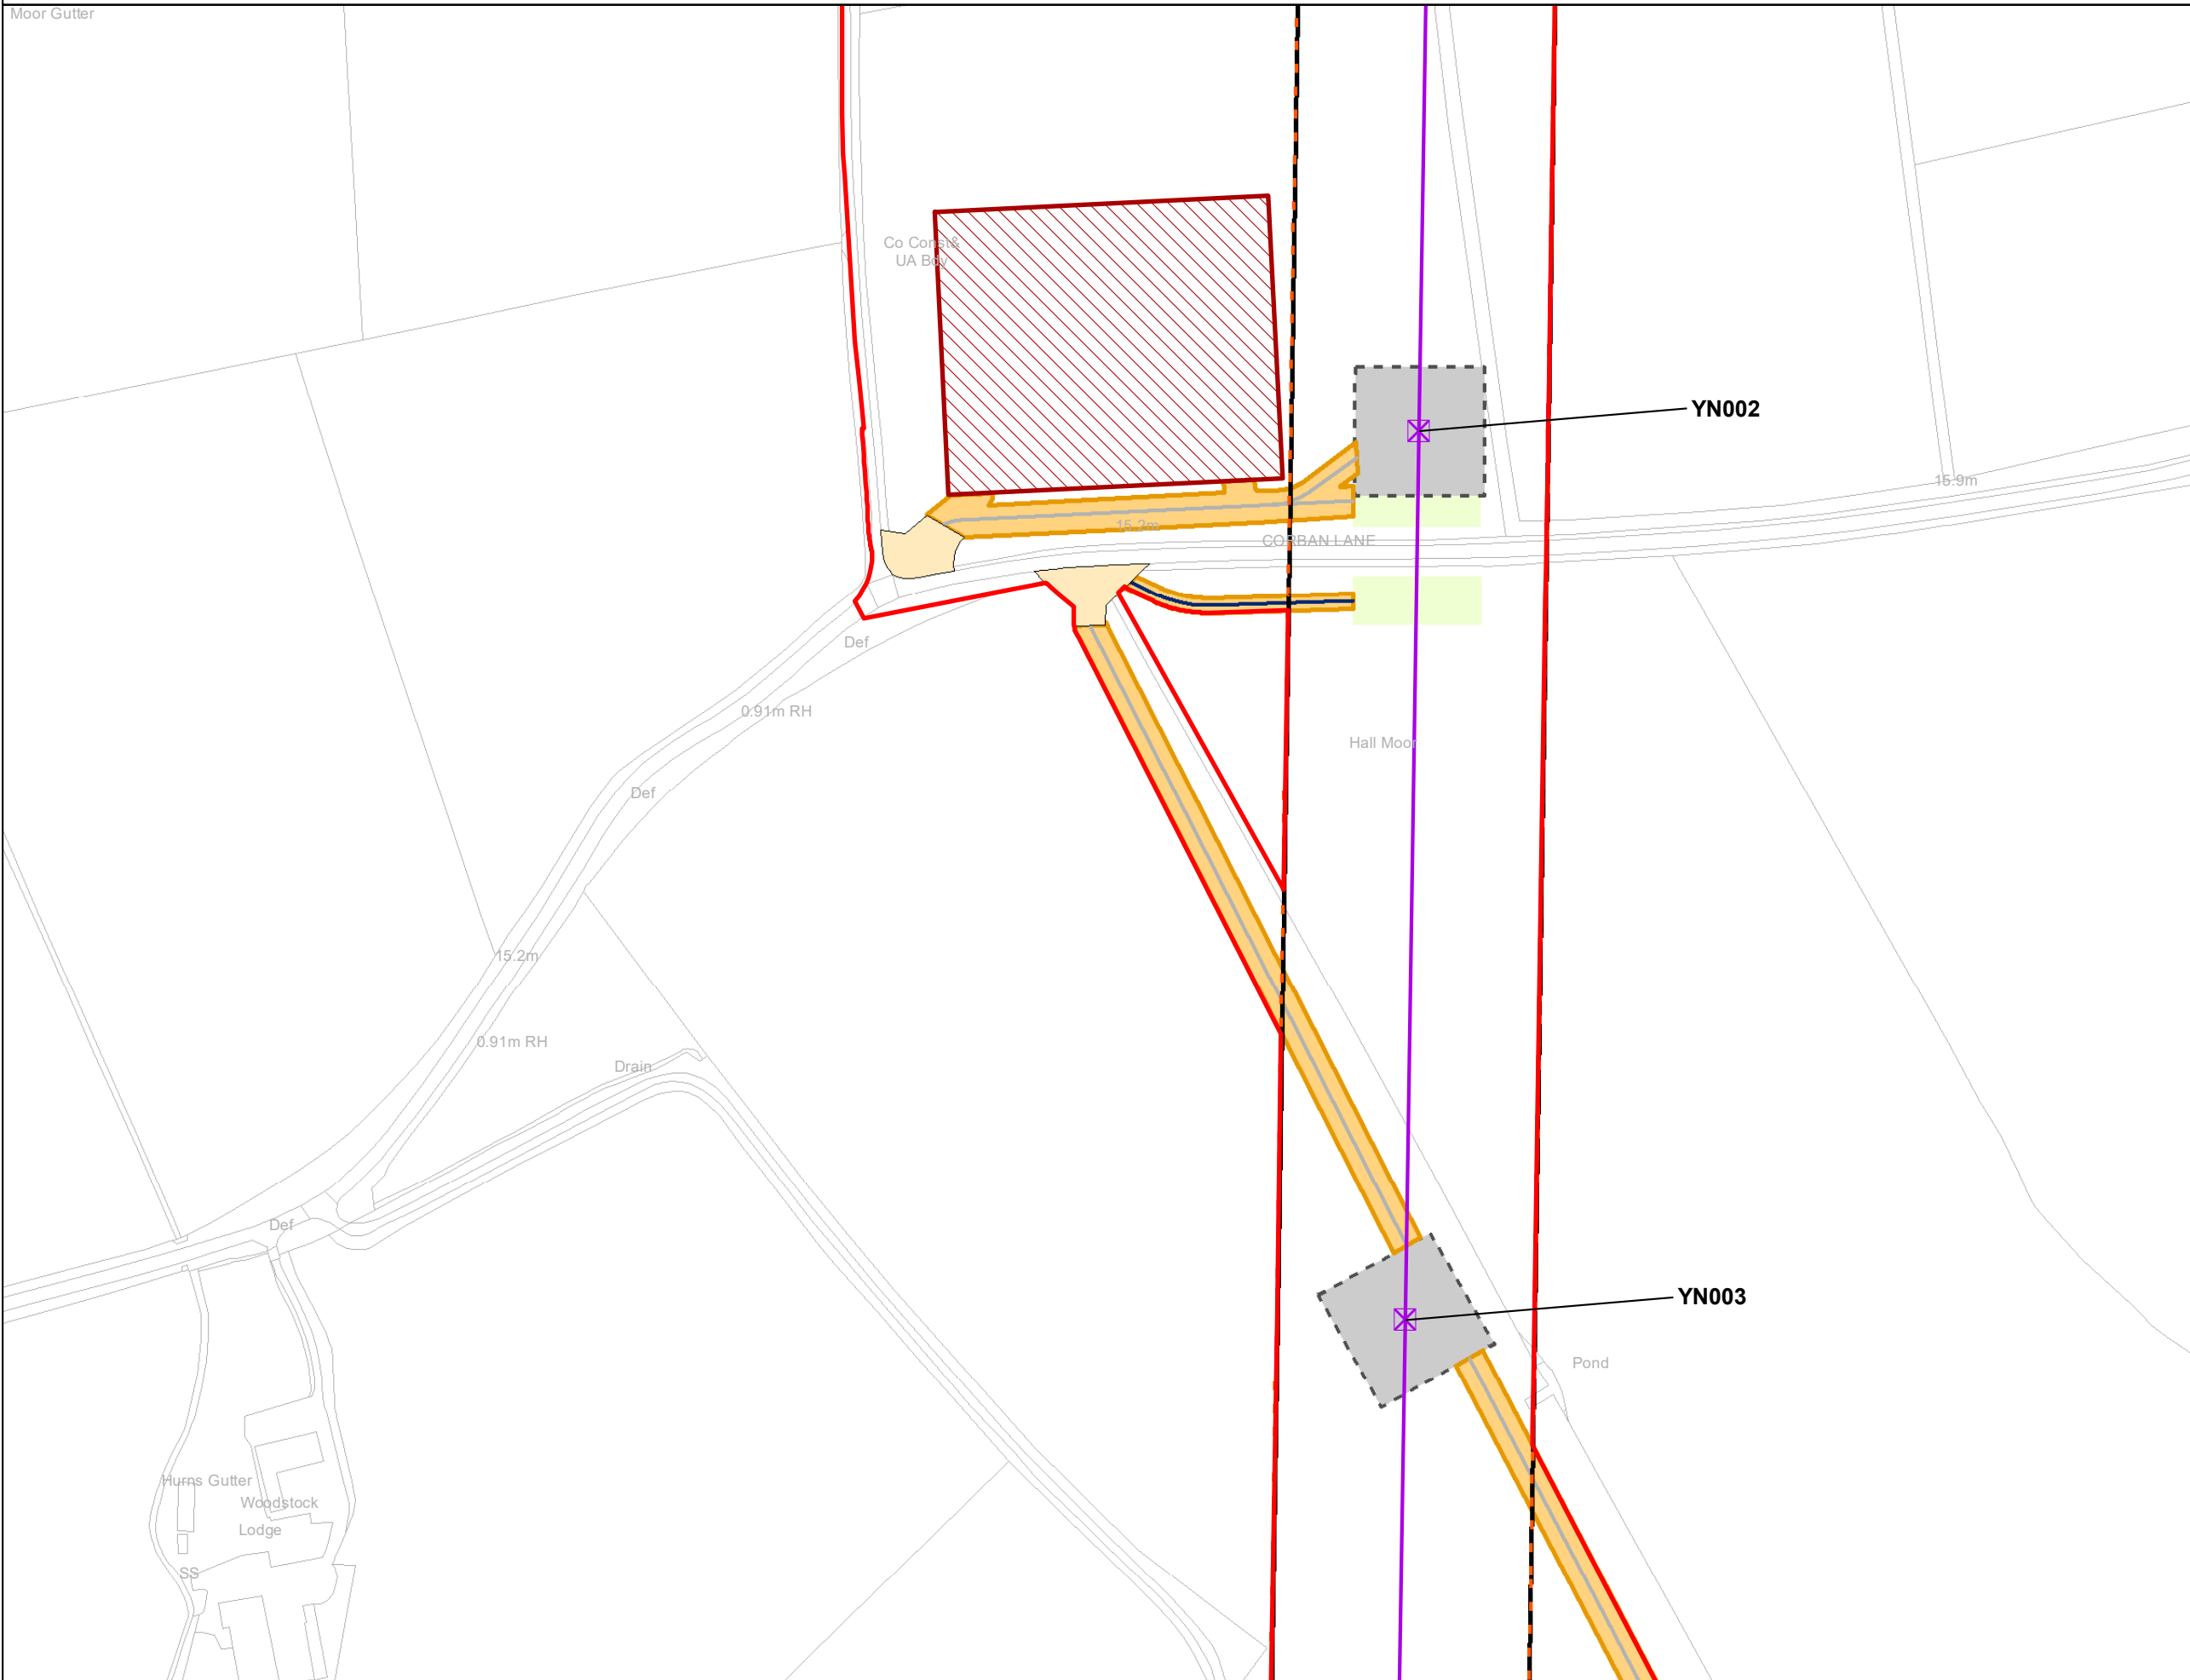 Moor Gutter
Co Const&
UA Bdy
YN002
15.9m
15.2m
CORBAN LANE
Def
0.91m RH
Hall Moor
Def
15.2m
0.91m RH
Drain
Def
YN003
Pond
Hurns Gutter
Woodstock
Lodge
SS